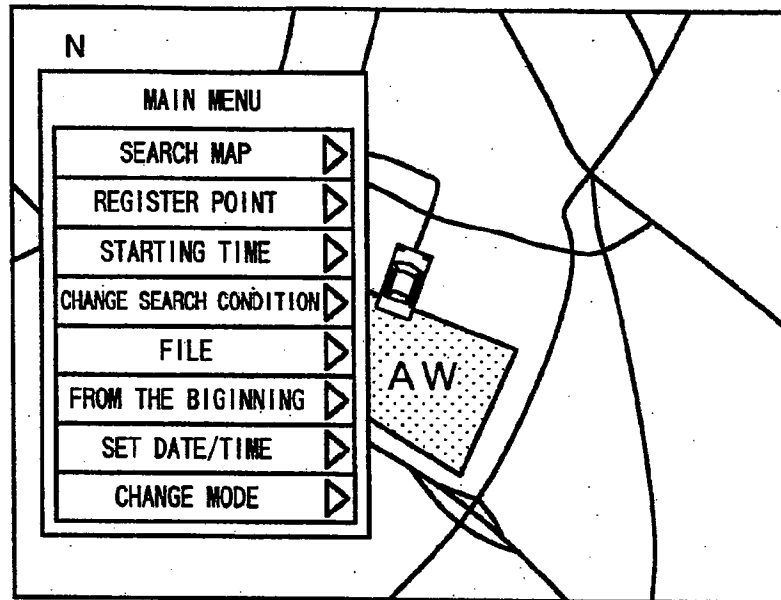 N
MAIN MENU
SEARCH MAP
REGISTER POINT
STARTING TIME
CHANGE SEARCH CONDITION
FILE
FROM THE BIGINNING
SET DATE/TIME
CHANGE MODE
AW